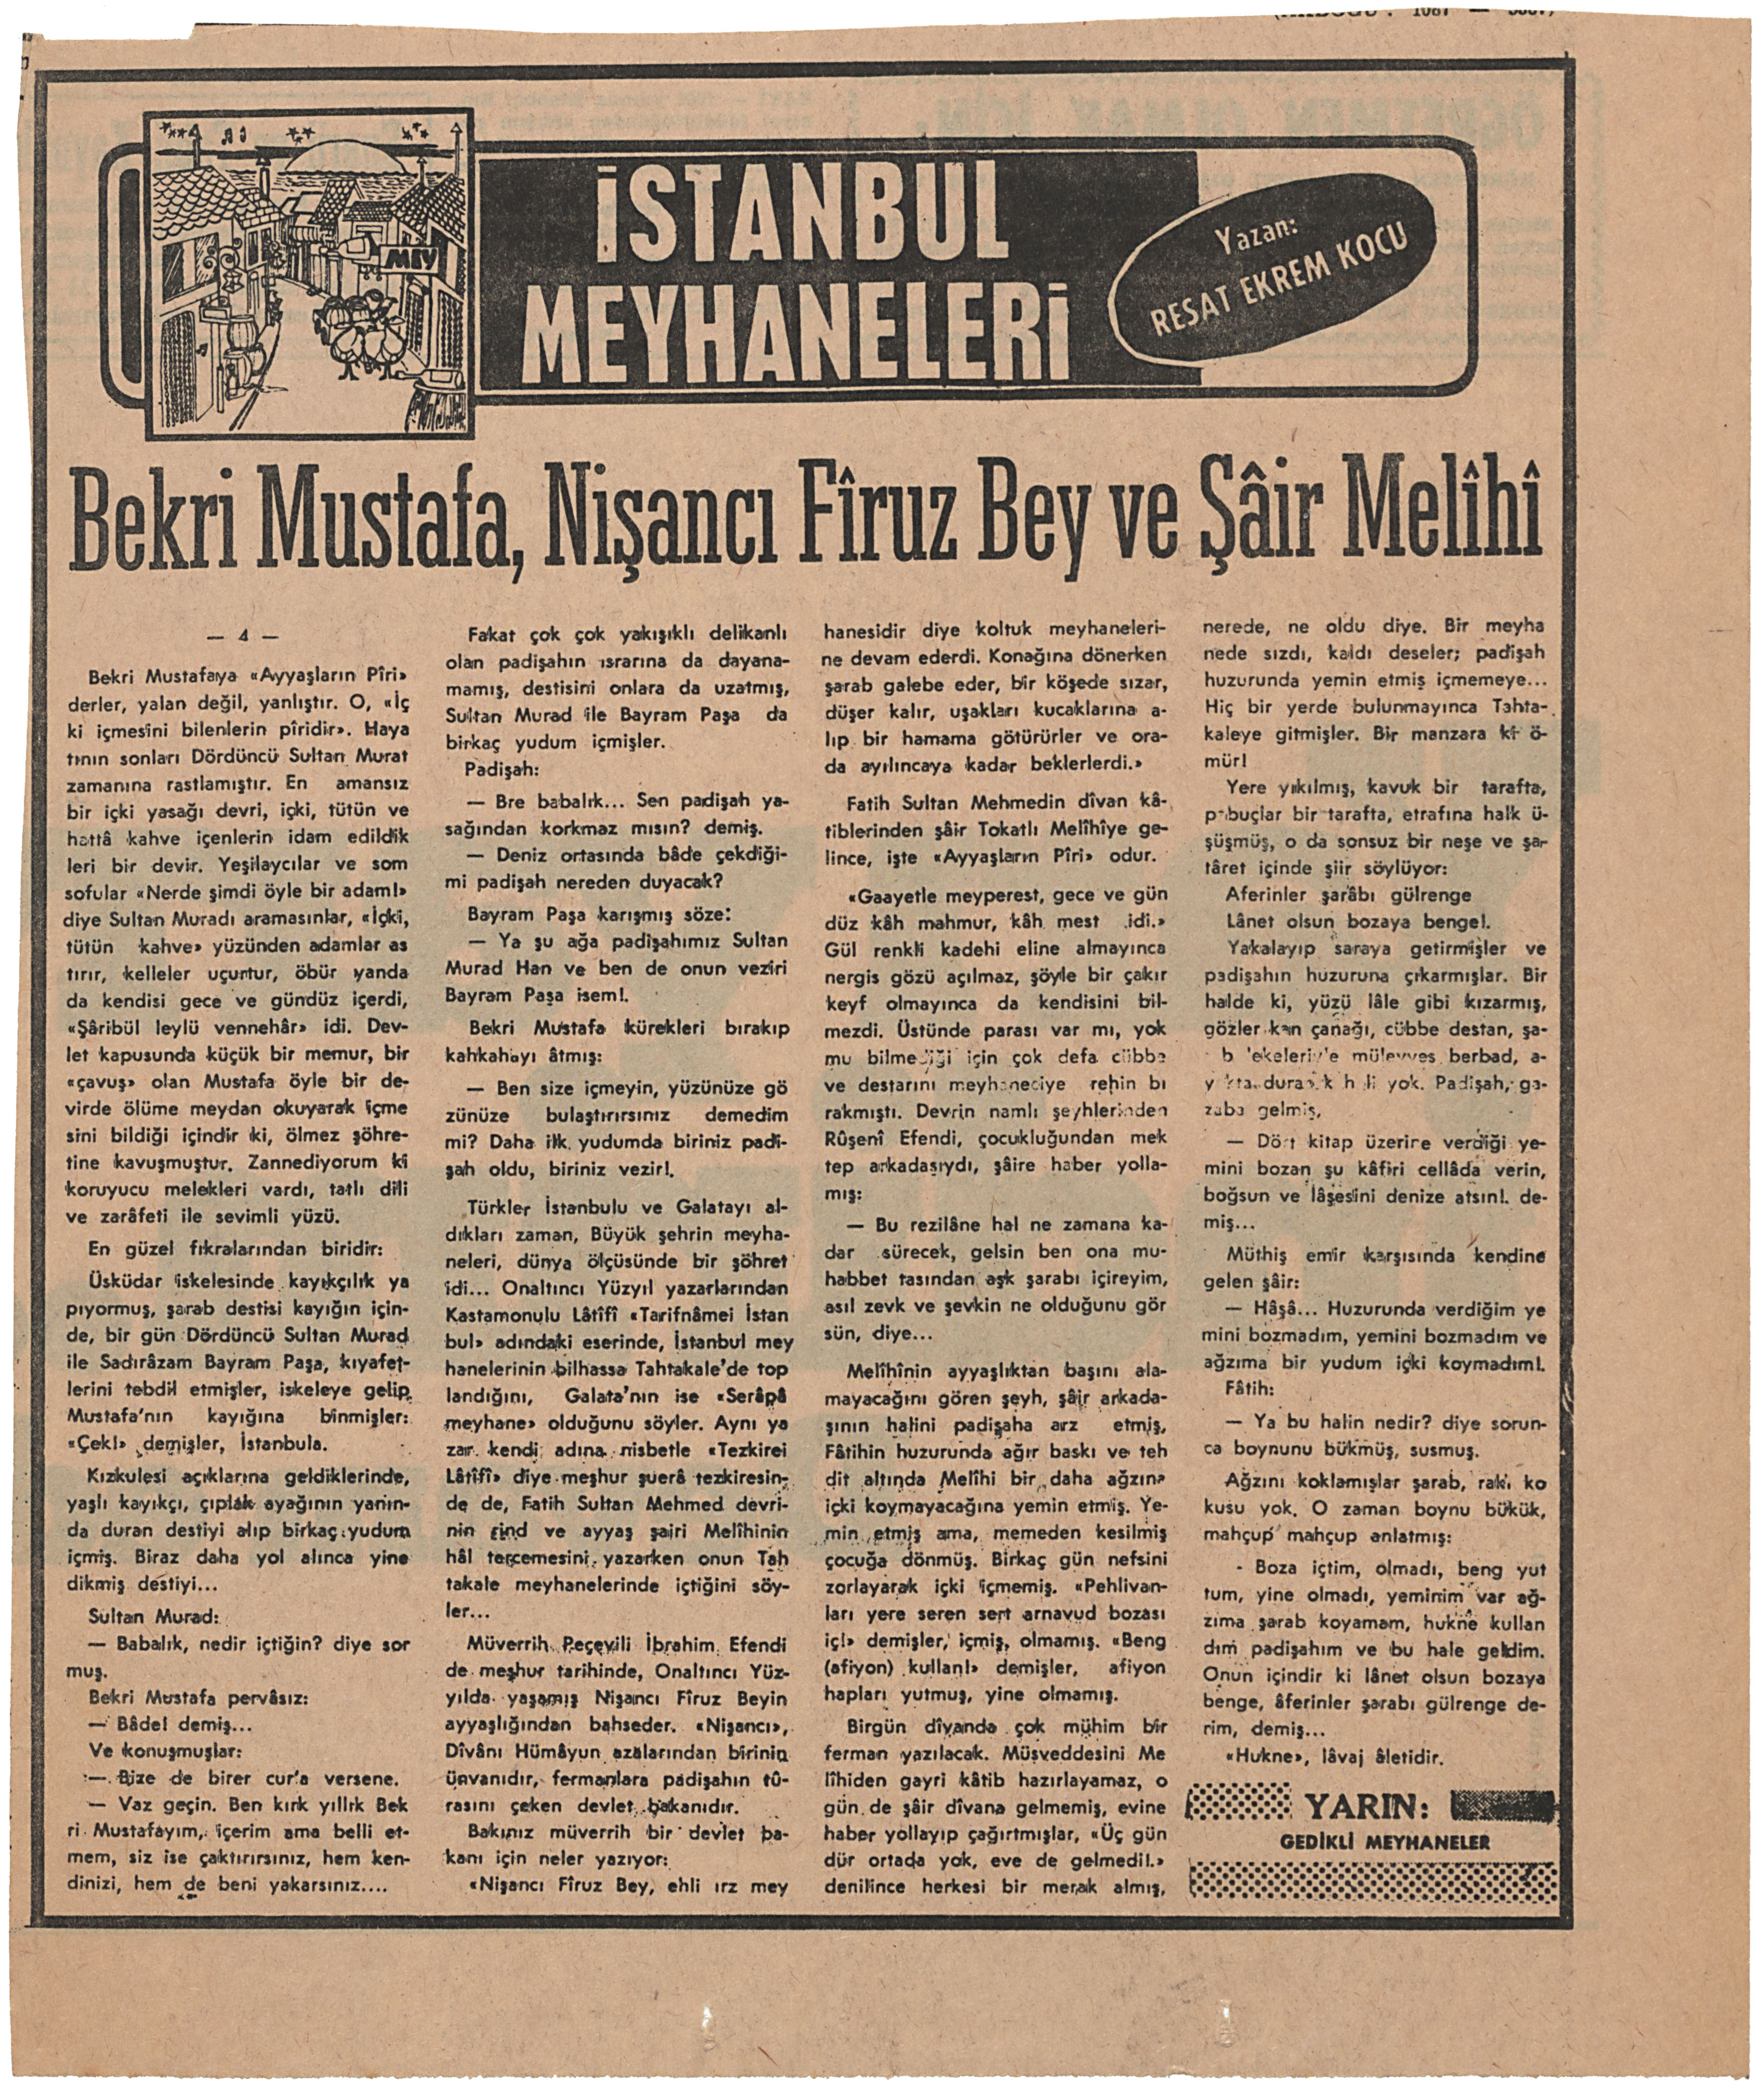 MEY
İSTANBUL
MEYHANELERİ
Yazan:
RESAT EKREM KOCU
Bekri Mustafa, Nişancı Fîruz Bey ve Şâir Melîhî
— 4 —
Bekri Mustafaya «Ayyaşların Pîri»
derler, yalan değil, yanlıştır. O, «İç
ki içmesini bilenlerin pîridir». Haya
tının sonları Dördüncü Sultan Murat
zamanına rastlamıştır. En amansız
bir içki yasağı devri, içki, tütün ve
hattâ kahve içenlerin idam edildik
leri bir devir. Yeşilaycılar ve som
sofular «Nerde şimdi öyle bir adam!»
diye Sultan Muradı aramasınlar, «İçki,
tütün kahve» yüzünden adamlar as
tırır, kelleler uçurtur, öbür yanda
da kendisi gece ve gündüz içerdi,
«Şâribül leylü vennehâr» idi. Dev-
let kapusunda küçük bir memur, bir
«çavuş» olan Mustafa öyle bir de-
virde ölüme meydan okuyarak içme
sini bildiği içindir ki, ölmez şöhre-
tine kavuşmuştur. Zannediyorum ki
koruyucu melekleri vardı, tatlı dili
ve zarâfeti ile sevimli yüzü.
En güzel fıkralarından biridir:
Üsküdar iskelesinde kayıkçılık ya
pıyormuş, şarab destisi kayığın için-
de, bir gün Dördüncü Sultan Murad
ile Sadırâzam Bayram Paşa, kıyafet-
lerini tebdil etmişler, iskeleye gelip
Mustafa'nın kayığına binmişler:
«Çek!» demişler, İstanbula.
Kızkulesi açıklarına geldiklerinde,
yaşlı kayıkçı, çıplak ayağının yanın-
da duran destiyi alıp birkaç yudum
içmiş. Biraz daha yol alınca yine
dikmiş destiyi...
Sultan Murad:
— Babalık, nedir içtiğin? diye sor
muş.
Bekri Mustafa pervâsız:
— Bâde! demiş...
Ve konuşmuşlar:
— Bize de birer cur'a versene.
— Vaz geçin. Ben kırk yıllık Bek
ri Mustafayım, içerim ama belli et-
mem, siz ise çaktırırsınız, hem ken-
dinizi, hem de beni yakarsınız....
Fakat çok çok yakışıklı delikanlı
olan padişahın ısrarına da dayana-
mamış, destisini onlara da uzatmış,
Sultan Murad ile Bayram Paşa da
birkaç yudum içmişler.
Padişah:
— Bre babalık... Sen padişah ya-
sağından korkmaz mısın? demiş.
— Deniz ortasında bâde çekdiği-
mi padişah nereden duyacak?
Bayram Paşa karışmış söze:
— Ya şu ağa padişahımız Sultan
Murad Han ve ben de onun veziri
Bayram Paşa isem!.
Bekri Mustafa kürekleri bırakıp
kahkahayı âtmış:
— Ben size içmeyin, yüzünüze gö
zünüze bulaştırırsınız demedim
mi? Daha ilk yudumda biriniz padi-
şah oldu, biriniz vezir!.
Türkler İstanbulu ve Galatayı al-
dıkları zaman, Büyük şehrin meyha-
neleri, dünya ölçüsünde bir şöhret
idi... Onaltıncı Yüzyıl yazarlarından
Kastamonulu Lâtîfî «Tarifnâmei İstan
bul» adındaki eserinde, İstanbul mey
hanelerinin bilhassa Tahtakale'de top
landığını, Galata'nın ise «Serâpâ
meyhane» olduğunu söyler. Aynı ya
zar kendi adına nisbetle «Tezkirei
Lâtîfî» diye meşhur şuerâ tezkiresin-
de de, Fatih Sultan Mehmed devri-
nin rind ve ayyaş şairi Melîhinin
hâl tercemesini yazarken onun Tah
takale meyhanelerinde içtiğini söy-
ler...
Müverrih Peçevili İbrahim Efendi
de meşhur tarihinde, Onaltıncı Yüz-
yılda yaşamış Nişancı Fîruz Beyin
ayyaşlığından bahseder. «Nişancı»,
Dîvânı Hümâyun azalarından birinin
ünvanıdır, fermanlara padişahın tû-
rasını çeken devlet bakanıdır.
Bakınız müverrih bir devlet ba-
kanı için neler yazıyor:
«Nişancı Fîruz Bey, ehli ırz mey
hanesidir diye koltuk meyhaneleri-
ne devam ederdi. Konağına dönerken
şarab galebe eder, bir köşede sızar,
düşer kalır, uşakları kucaklarına a-
lıp bir hamama götürürler ve ora-
da ayılıncaya kadar beklerlerdi.»
Fatih Sultan Mehmedin dîvan kâ-
tiblerinden şâir Tokatlı Melîhîye ge-
lince, işte «Ayyaşların Pîri» odur.
«Gaayetle meyperest, gece ve gün
düz kâh mahmur, kâh mest idi.»
Gül renkli kadehi eline almayınca
nergis gözü açılmaz, şöyle bir çakır
keyf olmayınca da kendisini bil-
mezdi. Üstünde parası var mı, yok
mu bilmediği için çok defa cübbe
ve destarını meyhaneciye rehin bı
rakmıştı. Devrin namlı şeyhlerinden
Rûşenî Efendi, çocukluğundan mek
tep arkadaşıydı, şâire haber yolla-
mış:
— Bu rezilâne hal ne zamana ka-
dar sürecek, gelsin ben ona mu-
habbet tasından aşk şarabı içireyim,
asıl zevk ve şevkin ne olduğunu gör
sün, diye...
Melîhînin ayyaşlıktan başını ala-
mayacağını gören şeyh, şâir arkada-
şının halini padişaha arz etmiş,
Fâtihin huzurunda ağır baskı ve teh
dit altında Melîhi bir daha ağzına
içki koymayacağına yemin etmiş. Ye-
min etmiş ama, memeden kesilmiş
çocuğa dönmüş. Birkaç gün nefsini
zorlayarak içki içmemiş. «Pehlivan-
ları yere seren sert arnavud bozası
iç!» demişler, içmiş, olmamış. «Beng
(afiyon) kullan!» demişler, afiyon
hapları yutmuş, yine olmamış.
Birgün dîvanda çok mühim bir
ferman yazılacak. Müsveddesini Me
lîhiden gayri kâtib hazırlayamaz, o
gün de şâir dîvana gelmemiş, evine
haber yollayıp çağırtmışlar, «Üç gün
dür ortada yok, eve de gelmedi!.»
denilince herkesi bir merak almış,
nerede, ne oldu diye. Bir meyha
nede sızdı, kaldı deseler; padişah
huzurunda yemin etmiş içmemeye...
Hiç bir yerde bulunmayınca Tahta-
kaleye gitmişler. Bir manzara ki ö-
mür!
Yere yıkılmış, kavuk bir tarafta,
pabuçlar bir tarafta, etrafına halk ü-
şüşmüş, o da sonsuz bir neşe ve şa-
târet içinde şiir söylüyor:
Aferinler şarâbı gülrenge
Lânet olsun bozaya benge!.
Yakalayıp saraya getirmişler ve
padişahın huzuruna çıkarmışlar. Bir
halde ki, yüzü lâle gibi kızarmış,
gözler kan çanağı, cübbe destan, şa-
mülevves berbad, a-
yok. Padişah, ga-
zaba gelmiş,
— Dört kitap üzerine verdiği ye-
mini bozan şu kâfiri cellâda verin,
boğsun ve lâşesini denize atsın!. de-
miş...
Müthiş emir karşısında kendine
gelen şâir:
— Hâşâ... Huzurunda verdiğim ye
mini bozmadım, yemini bozmadım ve
ağzıma bir yudum içki koymadım!.
Fâtih:
— Ya bu halin nedir? diye sorun-
ca boynunu bükmüş, susmuş.
Ağzını koklamışlar şarab, rakı ko
kusu yok. O zaman boynu bükük,
mahçup mahçup anlatmış:
- Boza içtim, olmadı, beng yut
tum, yine olmadı, yeminim var ağ-
zıma şarab koyamam, hukne kullan
dım padişahım ve bu hale geldim.
Onun içindir ki lânet olsun bozaya
benge, âferinler şarabı gülrenge de-
rim, demiş...
«Hukne», lâvaj âletidir.
YARIN:
GEDİKLİ MEYHANELER